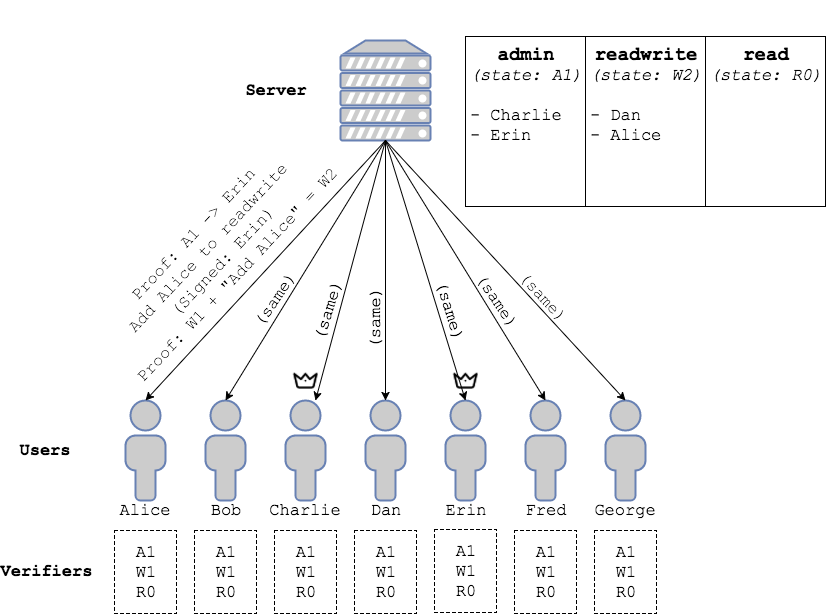 Server
admin readwrite read
(state: A1) (state: W2) (state: R0)
- Charlie - Dan
- Erin - Alice
Proof: A1 -> Erin
Add Alice to readwrite
(Signed: Erin)
Proof: W1 + "Add Alice" = W2
(same) (same) (same) (same) (same) (same)
Users
Alice Bob Charlie Dan Erin Fred George
Verifiers
A1 A1 A1 A1 A1 A1 A1
W1 W1 W1 W1 W1 W1 W1
R0 R0 R0 R0 R0 R0 R0